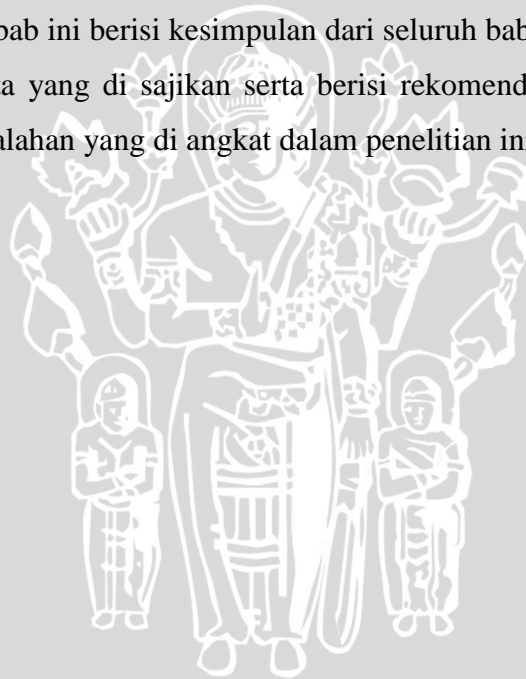 bab ini berisi kesimpulan dari seluruh bab
a yang di sajikan serta berisi rekomend
alahan yang di angkat dalam penelitian in